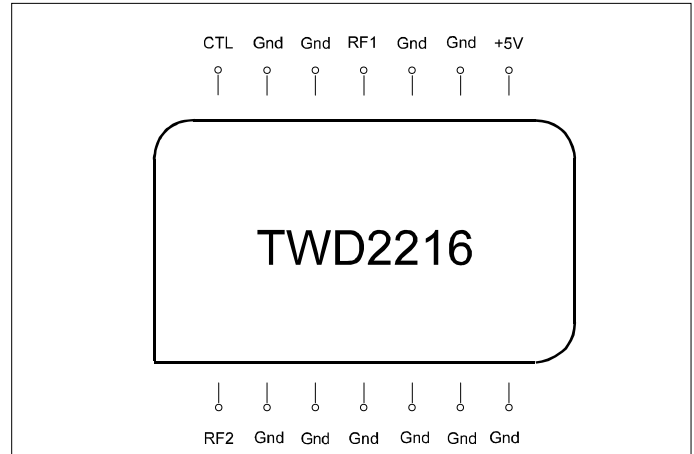 CTL Gnd Gnd RF1 Gnd Gnd +5V
TWD2216
RF2 Gnd Gnd Gnd Gnd Gnd Gnd